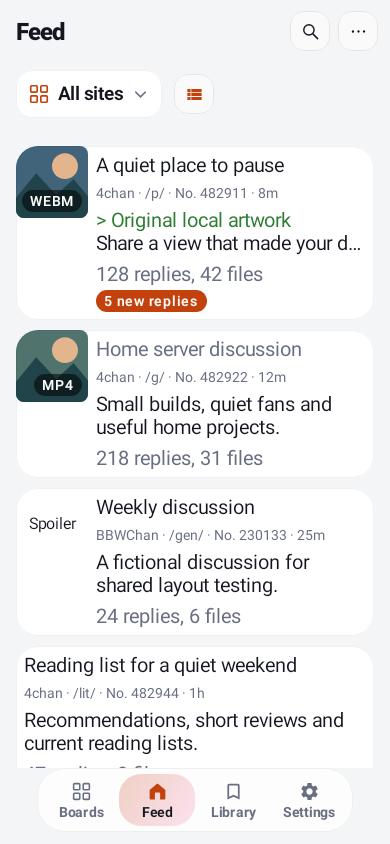 Feed
All sites
WEBM
A quiet place to pause
4chan · /p/ · No. 482911 · 8m
> Original local artwork
Share a view that made your d...
128 replies, 42 files
5 new replies
MP4
Home server discussion
4chan · /g/ · No. 482922 · 12m
Small builds, quiet fans and
useful home projects.
218 replies, 31 files
Spoiler
Weekly discussion
BBWChan · /gen/ · No. 230133 · 25m
A fictional discussion for
shared layout testing.
24 replies, 6 files
Reading list for a quiet weekend
4chan · /lit/ · No. 482944 · 1h
Recommendations, short reviews and
current reading lists.
Boards
Feed
Library
Settings